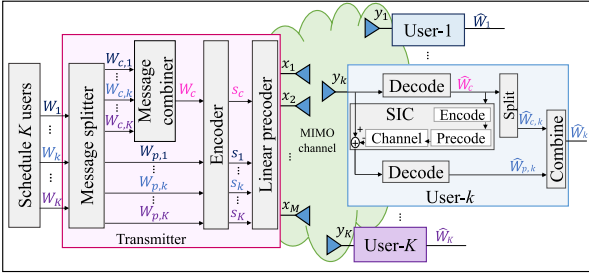 Schedule K users
W_1
W_k
W_K
Message splitter
W_{c,1}
W_{c,k}
W_{c,K}
Message combiner
W_c
W_{p,1}
W_{p,k}
W_{p,K}
Encoder
s_c
s_1
s_k
s_K
Linear precoder
Transmitter
x_1
x_2
x_M
MIMO channel
y_1
User-1
Ŵ_1
y_k
Decode
Ŵ_c
SIC
Encode
Channel
Precode
+
-
Split
Ŵ_{c,k}
Decode
Ŵ_{p,k}
Combine
Ŵ_k
User-k
y_K
User-K
Ŵ_K